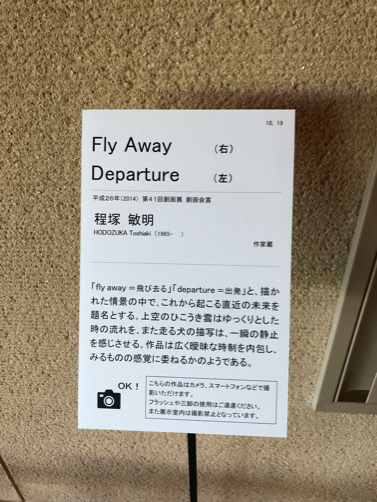 18, 19
Fly Away （右）
Departure （左）
平成26年(2014) 第41回創画展 創画会賞
程塚 敏明
HODOZUKA Toshiaki (1965-　)
作家蔵
「fly away＝飛び去る」「departure＝出発」と、描か
れた情景の中で、これから起こる直近の未来を
題名とする。上空のひこうき雲はゆっくりとした
時の流れを、また走る犬の描写は、一瞬の静止
を感じさせる。作品は広く曖昧な時制を内包し、
みるものの感覚に委ねるかのようである。
OK！
こちらの作品はカメラ、スマートフォンなどで撮
影いただけます。
フラッシュや三脚の使用はご遠慮ください。
また展示室内は撮影禁止となっています。